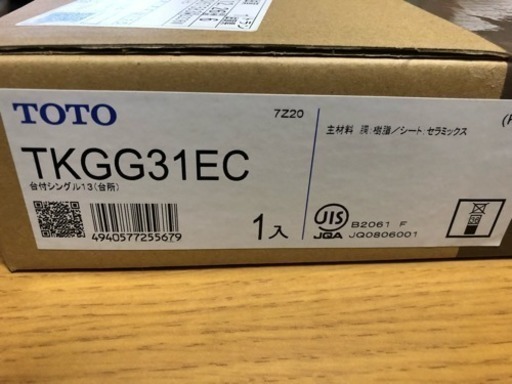 TOTO
7Z20
TKGG31EC
台付シングル13(台所)
4940577255679
1入
主材料 銅/樹脂/シート:セラミックス
JIS
JQA
B2061 F
JQ0806001